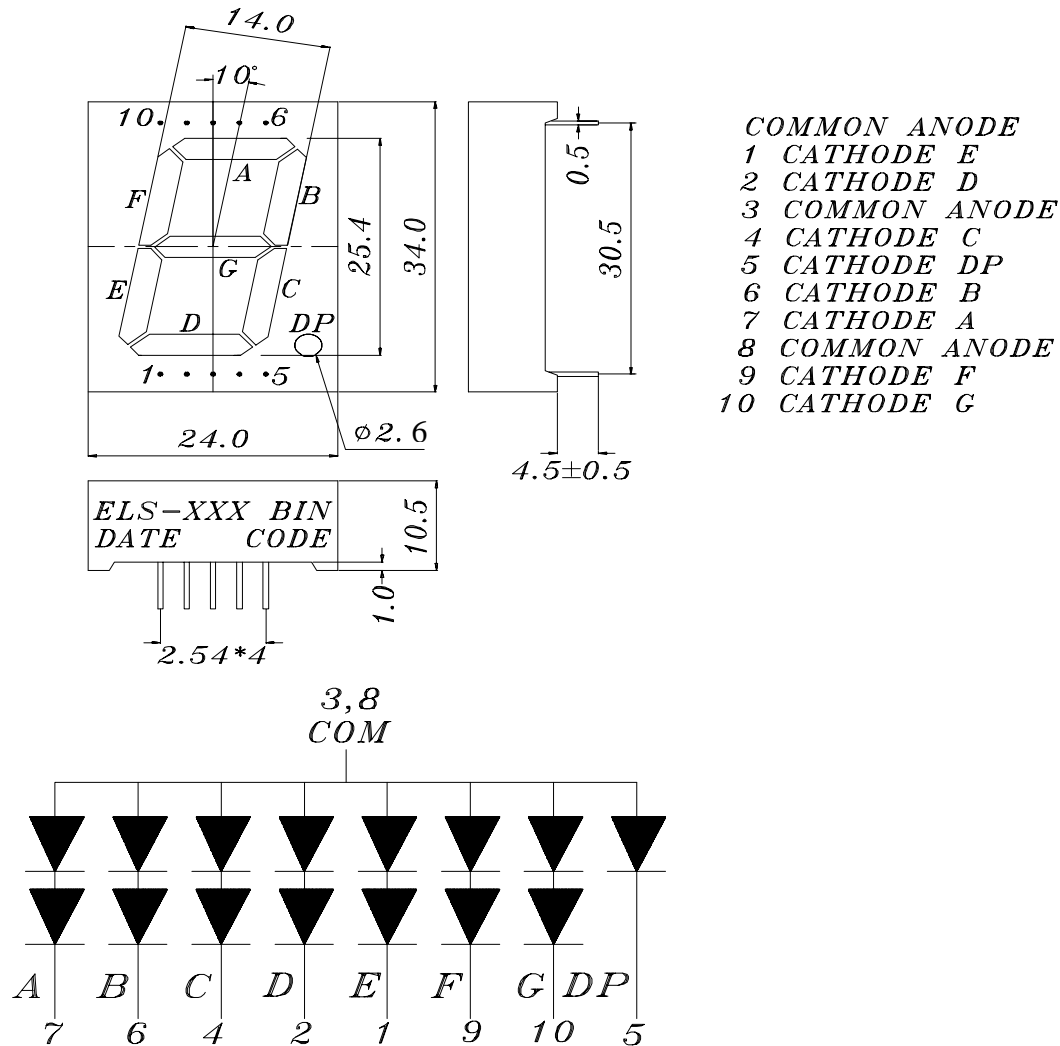 14.0
10°
10 6
A
F B
G
E C
D DP
1 5
25.4
34.0
24.0
ø2.6
0.5
30.5
4.5±0.5
COMMON ANODE
1 CATHODE E
2 CATHODE D
3 COMMON ANODE
4 CATHODE C
5 CATHODE DP
6 CATHODE B
7 CATHODE A
8 COMMON ANODE
9 CATHODE F
10 CATHODE G
ELS-XXX BIN
DATE CODE
10.5
1.0
2.54*4
3,8
COM
A B C D E F G DP
7 6 4 2 1 9 10 5